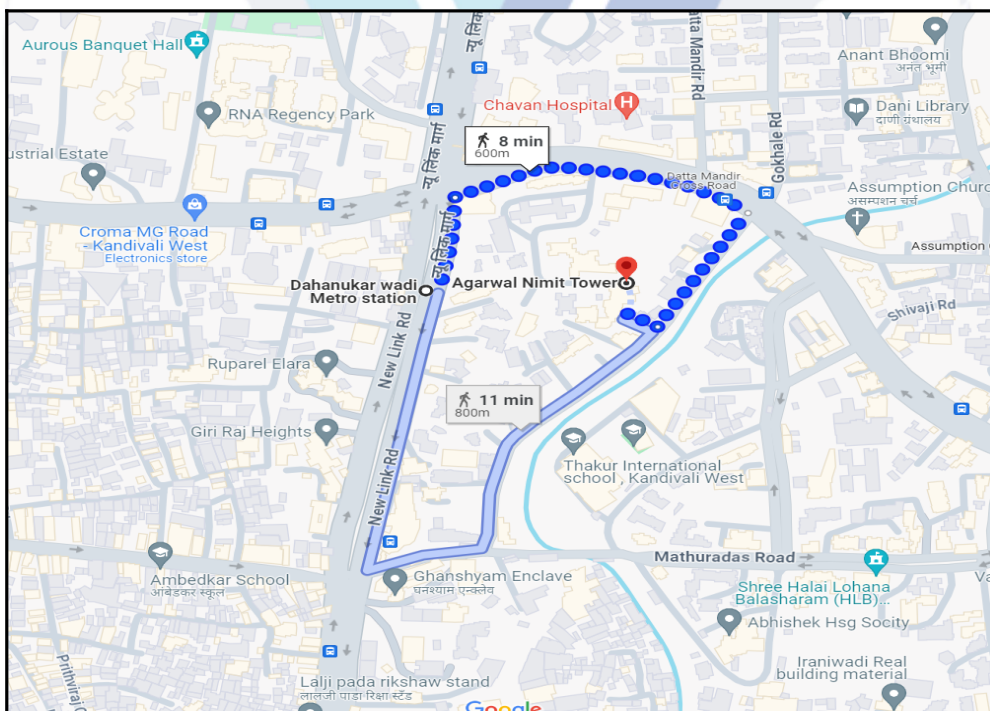 Aurous Banquet Hall
RNA Regency Park
ustrial Estate
Croma MG Road
- Kandivali West
Electronics store
न्यू लिंक मार्ग
न्यू लिंक मार्ग
Chavan Hospital
H
8 min
600m
Datta Mandir
Cross Road
atta Mandir Rd
Gokhale Rd
Anant Bhoomi
अनंत भूमी
Dani Library
दाणी ग्रंथालय
Assumption Churc
असम्पशन चर्च
Assumption
Dahanukar wadi
Metro station
न्यू लिंक मार्ग
Agarwal Nimit Tower
Shivaji Rd
New Link Rd
Ruparel Elara
11 min
800m
Giri Raj Heights
New Link Rd
Thakur International
school , Kandivali West
Mathuradas Road
Ambedkar School
आंबेडकर स्कूल
Ghanshyam Enclave
घनश्याम एन्क्लेव
Shree Halai Lohana
Balasharam (HLB)...
Va
Abhishek Hsg Socity
Prithviraj
Lalji pada rikshaw stand
लालजी पाडा रिक्षा स्टँड
Iraniwadi Real
building material
Google